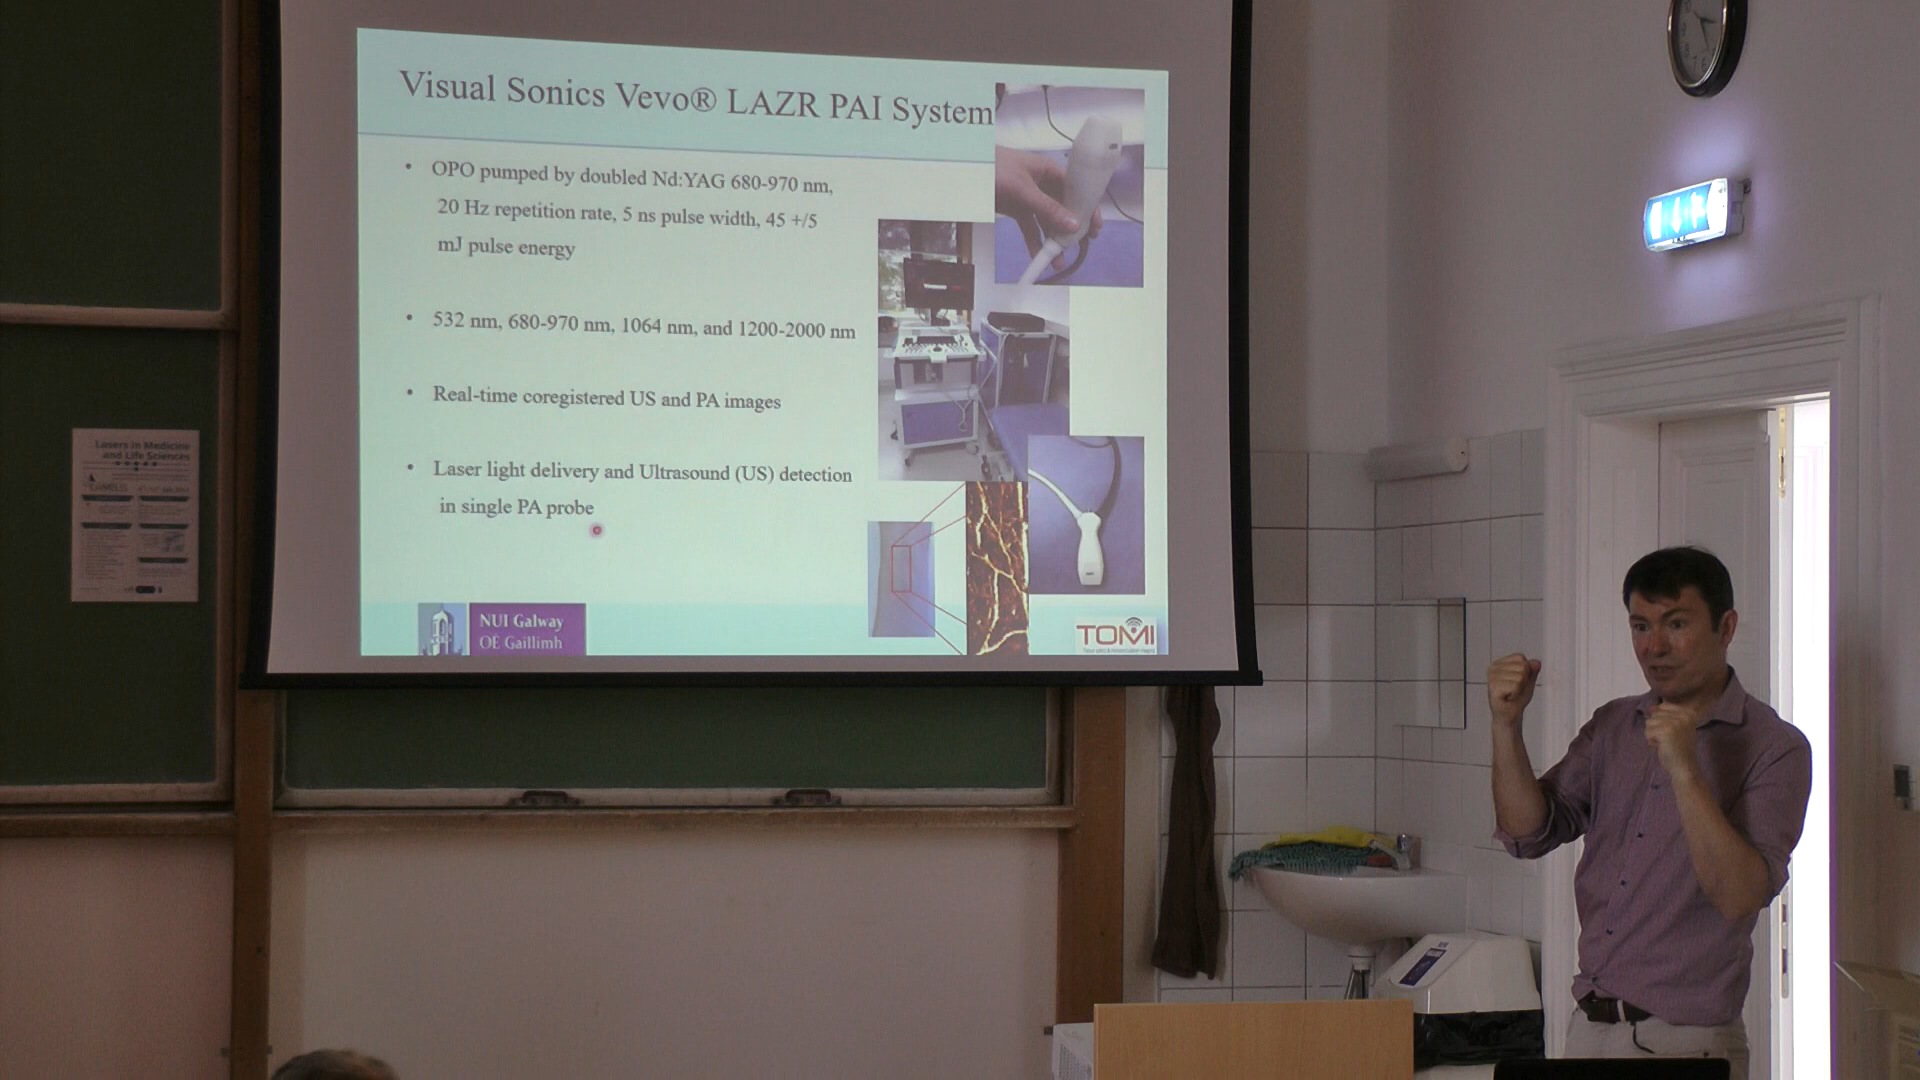 Visual Sonics Vevo® LAZR PAI System
• OPO pumped by doubled Nd:YAG 680-970 nm,
20 Hz repetition rate, 5 ns pulse width, 45 +/5
mJ pulse energy
• 532 nm, 680-970 nm, 1064 nm, and 1200-2000 nm
• Real-time coregistered US and PA images
• Laser light delivery and Ultrasound (US) detection
in single PA probe
NUI Galway
OÉ Gaillimh
TOMI
Lasers in Medicine
and Life Sciences